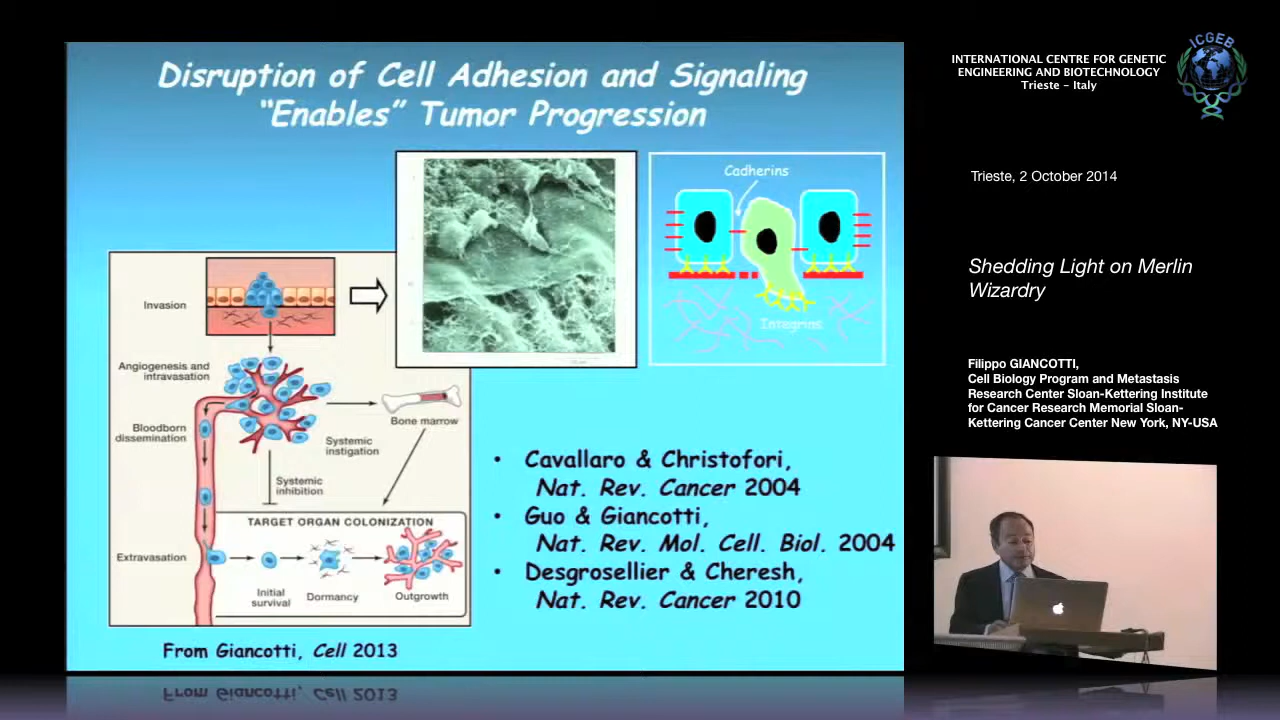 Disruption of Cell Adhesion and Signaling
“Enables” Tumor Progression
Cadherins
Integrins
Invasion
Angiogenesis and
intravasation
Bloodborn
dissemination
Bone marrow
Systemic
instigation
Systemic
inhibition
TARGET ORGAN COLONIZATION
Extravasation
Initial
survival
Dormancy
Outgrowth
From Giancotti, Cell 2013
• Cavallaro & Christofori,
Nat. Rev. Cancer 2004
• Guo & Giancotti,
Nat. Rev. Mol. Cell. Biol. 2004
• Desgrosellier & Cheresh,
Nat. Rev. Cancer 2010
INTERNATIONAL CENTRE FOR GENETIC
ENGINEERING AND BIOTECHNOLOGY
Trieste - Italy
ICGEB
Trieste, 2 October 2014
Shedding Light on Merlin
Wizardry
Filippo GIANCOTTI,
Cell Biology Program and Metastasis
Research Center Sloan-Kettering Institute
for Cancer Research Memorial Sloan-
Kettering Cancer Center New York, NY-USA